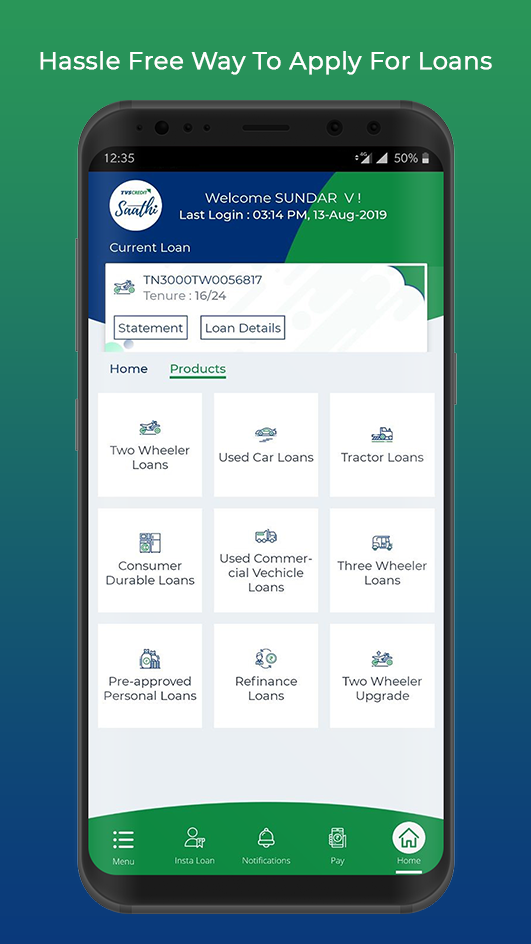 Hassle Free Way To Apply For Loans
12:35
4G
50%
TVS CREDIT
Saathi
Welcome SUNDAR V !
Last Login : 03:14 PM, 13-Aug-2019
Current Loan
TN3000TW0056817
Tenure : 16/24
Statement
Loan Details
Home
Products
Two Wheeler
Loans
Used Car Loans
Tractor Loans
Consumer
Durable Loans
Used Commer-
cial Vechicle
Loans
Three Wheeler
Loans
Pre-approved
Personal Loans
Refinance
Loans
Two Wheeler
Upgrade
Menu
Insta Loan
Notifications
Pay
Home